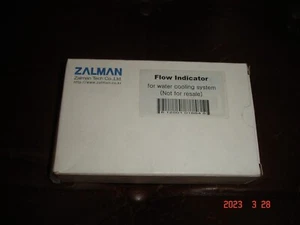 ZALMAN
Zalman Tech Co.,Ltd.
Flow Indicator
for water cooling system
(Not for resale)
2023 3 28